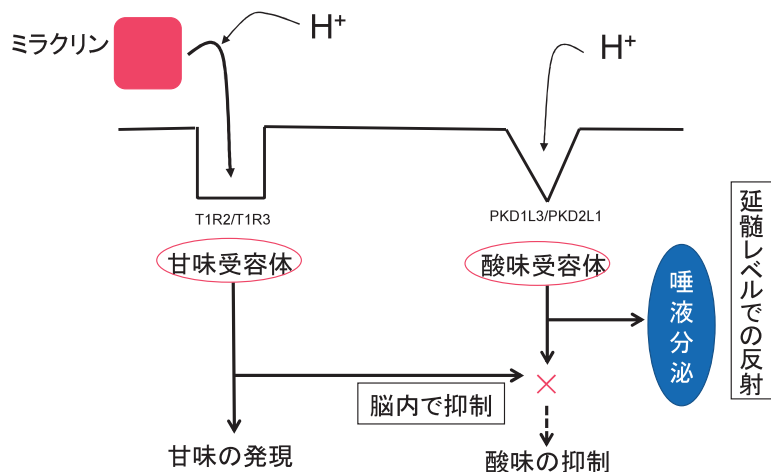 ミラクリン
H+
H+
T1R2/T1R3
PKD1L3/PKD2L1
甘味受容体
酸味受容体
唾液分泌
延髄レベルでの反射
脳内で抑制
甘味の発現
酸味の抑制